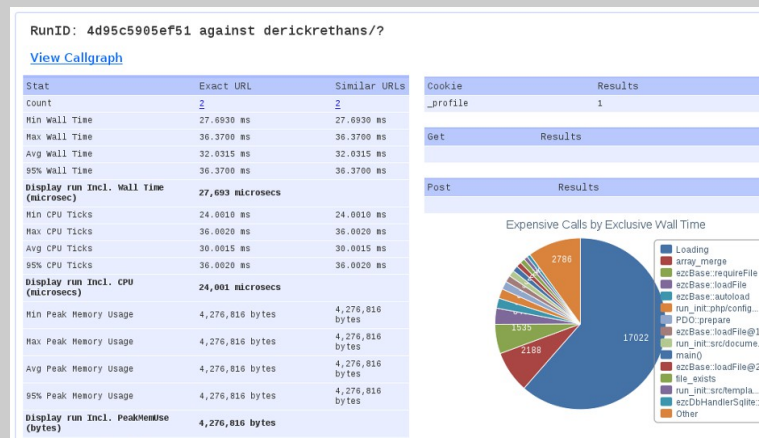 RunID: 4d95c5905ef51 against derickrethans/?
View Callgraph
Stat Exact URL Similar URLs
Count 2 2
Min Wall Time 27.6930 ms 27.6930 ms
Max Wall Time 36.3700 ms 36.3700 ms
Avg Wall Time 32.0315 ms 32.0315 ms
95% Wall Time 36.3700 ms 36.3700 ms
Display run Incl. Wall Time
(microsec) 27,693 microsecs
Min CPU Ticks 24.0010 ms 24.0010 ms
Max CPU Ticks 36.0020 ms 36.0020 ms
Avg CPU Ticks 30.0015 ms 30.0015 ms
95% CPU Ticks 36.0020 ms 36.0020 ms
Display run Incl. CPU
(microsecs) 24,001 microsecs
Min Peak Memory Usage 4,276,816 bytes 4,276,816
bytes
Max Peak Memory Usage 4,276,816 bytes 4,276,816
bytes
Avg Peak Memory Usage 4,276,816 bytes 4,276,816
bytes
95% Peak Memory Usage 4,276,816 bytes 4,276,816
bytes
Display run Incl. PeakMemUse
(bytes) 4,276,816 bytes
Cookie Results
_profile 1
Get Results
Post Results
Expensive Calls by Exclusive Wall Time
2786
1535
2188
17022
Loading
array_merge
ezcBase::requireFile
ezcBase::loadFile
ezcBase::autoload
run_init::php/config...
PDO::prepare
ezcBase::loadFile@1
run_init::src/docume.
main()
ezcBase::loadFile@2
file_exists
run_init::src/templa...
ezcDbHandlerSqlite:
Other